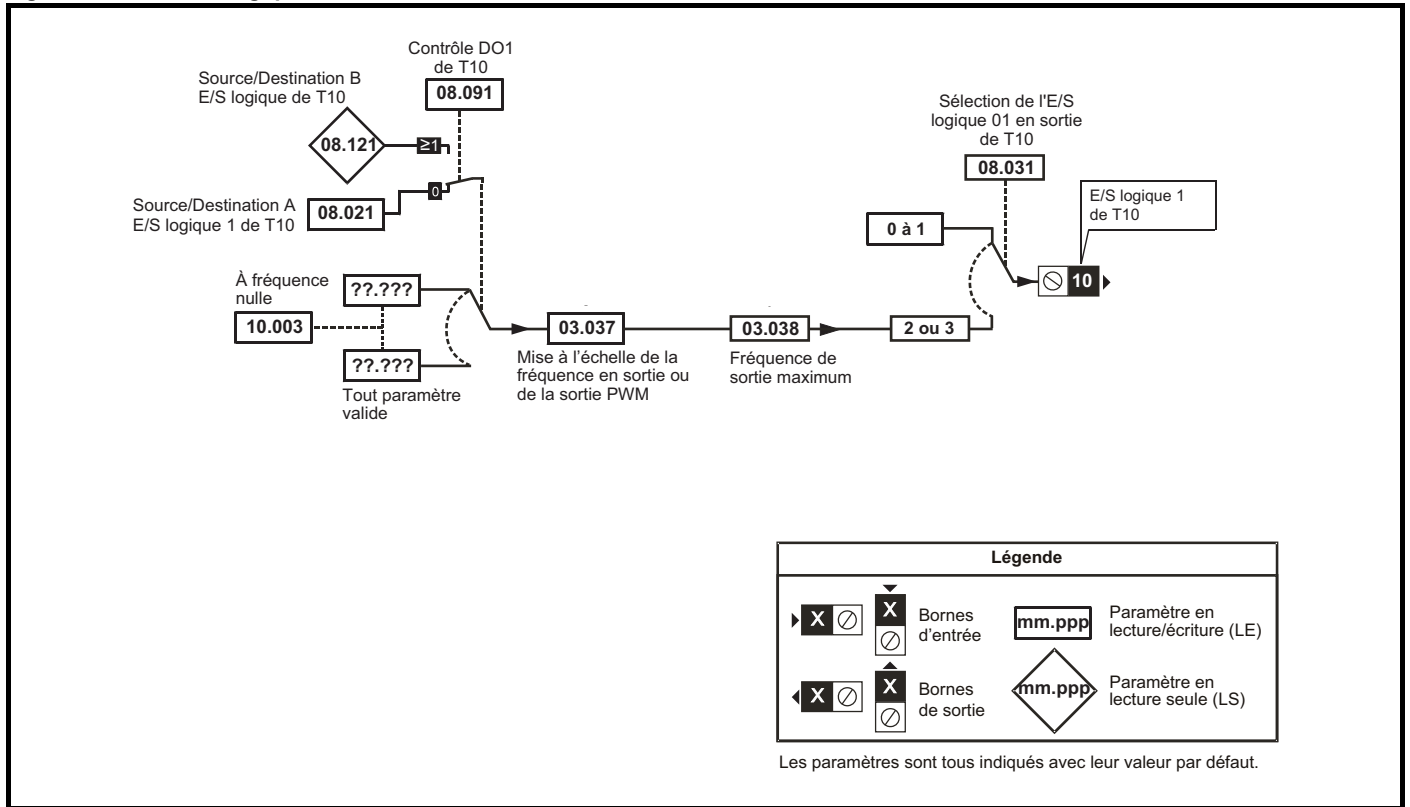 Contrôle DO1
de T10
08.091
Source/Destination B
E/S logique de T10
08.121
≥1
0
Source/Destination A
E/S logique 1 de T10
08.021
À fréquence
nulle
10.003
??.???
??.???
Tout paramètre
valide
03.037
Mise à l'échelle de la
fréquence en sortie ou
de la sortie PWM
03.038
Fréquence de
sortie maximum
Sélection de l'E/S
logique 01 en sortie
de T10
08.031
0 à 1
2 ou 3
E/S logique 1
de T10
10
Légende
X
X
Bornes
d'entrée
mm.ppp
Paramètre en
lecture/écriture (LE)
X
X
Bornes
de sortie
mm.ppp
Paramètre en
lecture seule (LS)
Les paramètres sont tous indiqués avec leur valeur par défaut.